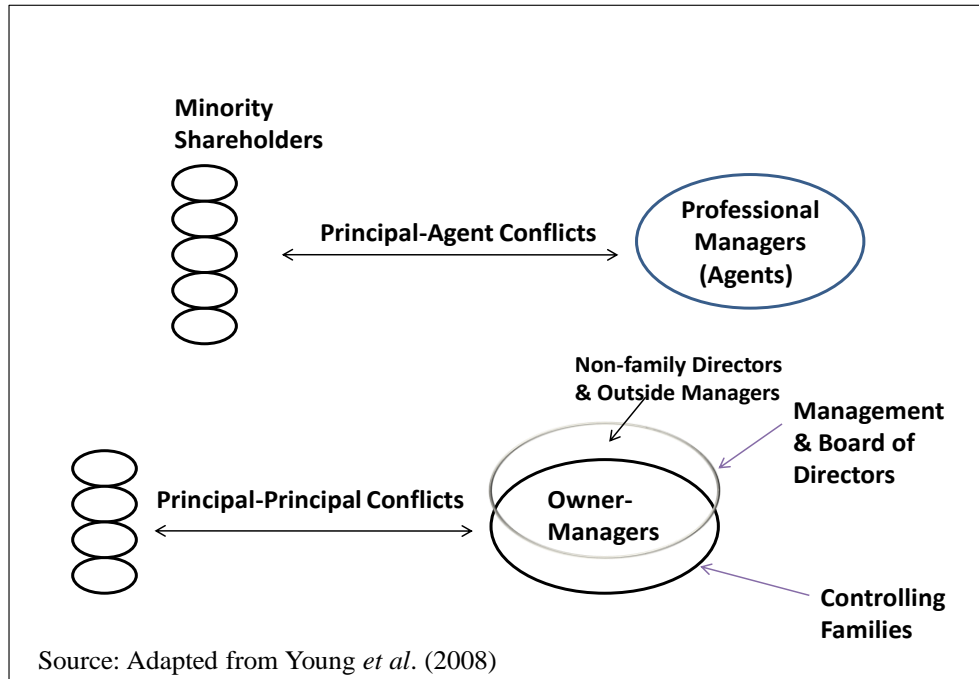 Minority
Shareholders
Principal-Agent Conflicts
Professional
Managers
(Agents)
Non-family Directors
& Outside Managers
Management
& Board of
Directors
Principal-Principal Conflicts
Owner-
Managers
Controlling
Families
Source: Adapted from Young et al. (2008)